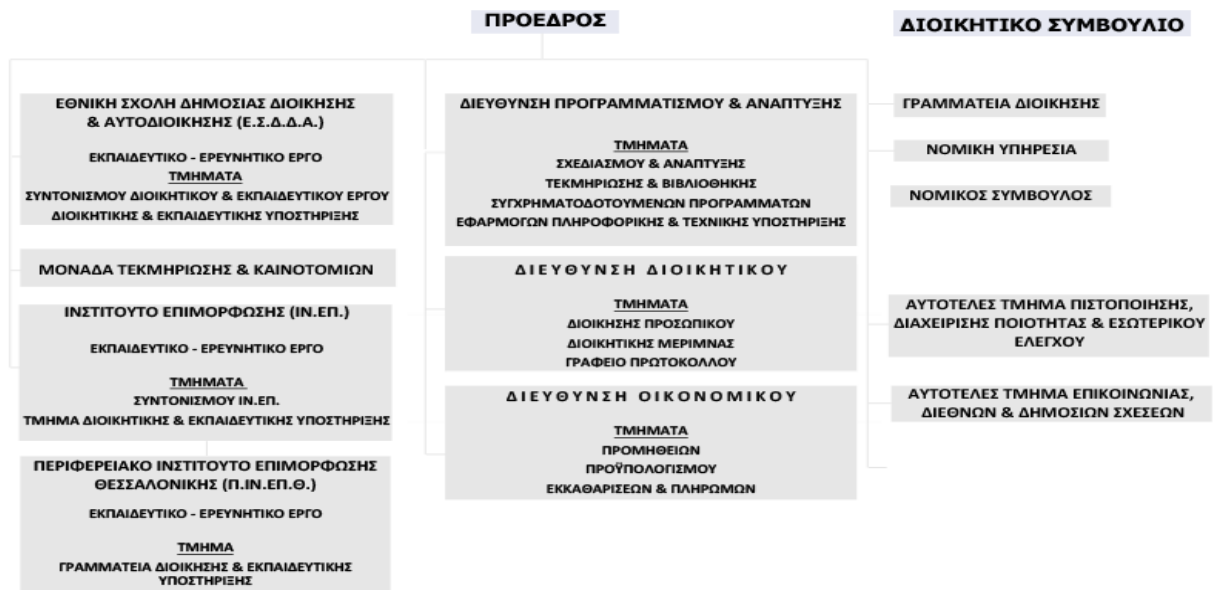 ΠΡΟΕΔΡΟΣ
ΔΙΟΙΚΗΤΙΚΟ ΣΥΜΒΟΥΛΙΟ
ΕΘΝΙΚΗ ΣΧΟΛΗ ΔΗΜΟΣΙΑΣ ΔΙΟΙΚΗΣΗΣ
& ΑΥΤΟΔΙΟΙΚΗΣΗΣ (Ε.Σ.Δ.Δ.Α.)
ΕΚΠΑΙΔΕΥΤΙΚΟ - ΕΡΕΥΝΗΤΙΚΟ ΕΡΓΟ
ΤΜΗΜΑΤΑ
ΣΥΝΤΟΝΙΣΜΟΥ ΔΙΟΙΚΗΤΙΚΟΥ & ΕΚΠΑΙΔΕΥΤΙΚΟΥ ΕΡΓΟΥ
ΔΙΟΙΚΗΤΙΚΗΣ & ΕΚΠΑΙΔΕΥΤΙΚΗΣ ΥΠΟΣΤΗΡΙΞΗΣ
ΜΟΝΑΔΑ ΤΕΚΜΗΡΙΩΣΗΣ & ΚΑΙΝΟΤΟΜΙΩΝ
ΙΝΣΤΙΤΟΥΤΟ ΕΠΙΜΟΡΦΩΣΗΣ (ΙΝ.ΕΠ.)
ΕΚΠΑΙΔΕΥΤΙΚΟ - ΕΡΕΥΝΗΤΙΚΟ ΕΡΓΟ
ΤΜΗΜΑΤΑ
ΣΥΝΤΟΝΙΣΜΟΥ ΙΝ.ΕΠ.
ΤΜΗΜΑ ΔΙΟΙΚΗΤΙΚΗΣ & ΕΚΠΑΙΔΕΥΤΙΚΗΣ ΥΠΟΣΤΗΡΙΞΗΣ
ΠΕΡΙΦΕΡΕΙΑΚΟ ΙΝΣΤΙΤΟΥΤΟ ΕΠΙΜΟΡΦΩΣΗΣ
ΘΕΣΣΑΛΟΝΙΚΗΣ (Π.ΙΝ.ΕΠ.Θ.)
ΕΚΠΑΙΔΕΥΤΙΚΟ - ΕΡΕΥΝΗΤΙΚΟ ΕΡΓΟ
ΤΜΗΜΑ
ΓΡΑΜΜΑΤΕΙΑ ΔΙΟΙΚΗΣΗΣ & ΕΚΠΑΙΔΕΥΤΙΚΗΣ
ΥΠΟΣΤΗΡΙΞΗΣ
ΔΙΕΥΘΥΝΣΗ ΠΡΟΓΡΑΜΜΑΤΙΣΜΟΥ & ΑΝΑΠΤΥΞΗΣ
ΤΜΗΜΑΤΑ
ΣΧΕΔΙΑΣΜΟΥ & ΑΝΑΠΤΥΞΗΣ
ΤΕΚΜΗΡΙΩΣΗΣ & ΒΙΒΛΙΟΘΗΚΗΣ
ΣΥΓΧΡΗΜΑΤΟΔΟΤΟΥΜΕΝΩΝ ΠΡΟΓΡΑΜΜΑΤΩΝ
ΕΦΑΡΜΟΓΩΝ ΠΛΗΡΟΦΟΡΙΚΗΣ & ΤΕΧΝΙΚΗΣ ΥΠΟΣΤΗΡΙΞΗΣ
ΔΙΕΥΘΥΝΣΗ ΔΙΟΙΚΗΤΙΚΟΥ
ΤΜΗΜΑΤΑ
ΔΙΟΙΚΗΣΗΣ ΠΡΟΣΩΠΙΚΟΥ
ΔΙΟΙΚΗΤΙΚΗΣ ΜΕΡΙΜΝΑΣ
ΓΡΑΦΕΙΟ ΠΡΩΤΟΚΟΛΛΟΥ
ΔΙΕΥΘΥΝΣΗ ΟΙΚΟΝΟΜΙΚΟΥ
ΤΜΗΜΑΤΑ
ΠΡΟΜΗΘΕΙΩΝ
ΠΡΟΫΠΟΛΟΓΙΣΜΟΥ
ΕΚΚΑΘΑΡΙΣΕΩΝ & ΠΛΗΡΩΜΩΝ
ΓΡΑΜΜΑΤΕΙΑ ΔΙΟΙΚΗΣΗΣ
ΝΟΜΙΚΗ ΥΠΗΡΕΣΙΑ
ΝΟΜΙΚΟΣ ΣΥΜΒΟΥΛΟΣ
ΑΥΤΟΤΕΛΕΣ ΤΜΗΜΑ ΠΙΣΤΟΠΟΙΗΣΗΣ,
ΔΙΑΧΕΙΡΙΣΗΣ ΠΟΙΟΤΗΤΑΣ & ΕΣΩΤΕΡΙΚΟΥ
ΕΛΕΓΧΟΥ
ΑΥΤΟΤΕΛΕΣ ΤΜΗΜΑ ΕΠΙΚΟΙΝΩΝΙΑΣ,
ΔΙΕΘΝΩΝ & ΔΗΜΟΣΙΩΝ ΣΧΕΣΕΩΝ